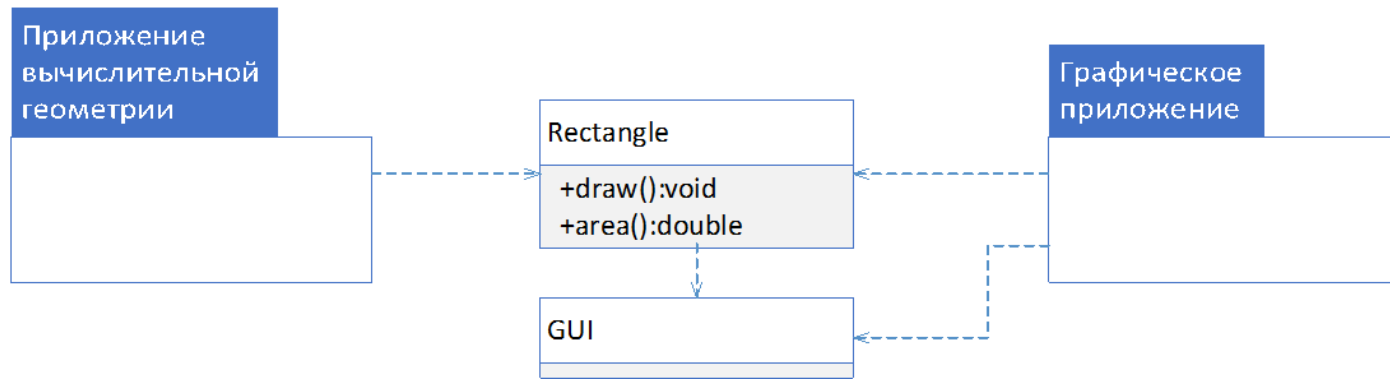 Приложение
вычислительной
геометрии
Графическое
приложение
Rectangle
+draw():void
+area():double
GUI